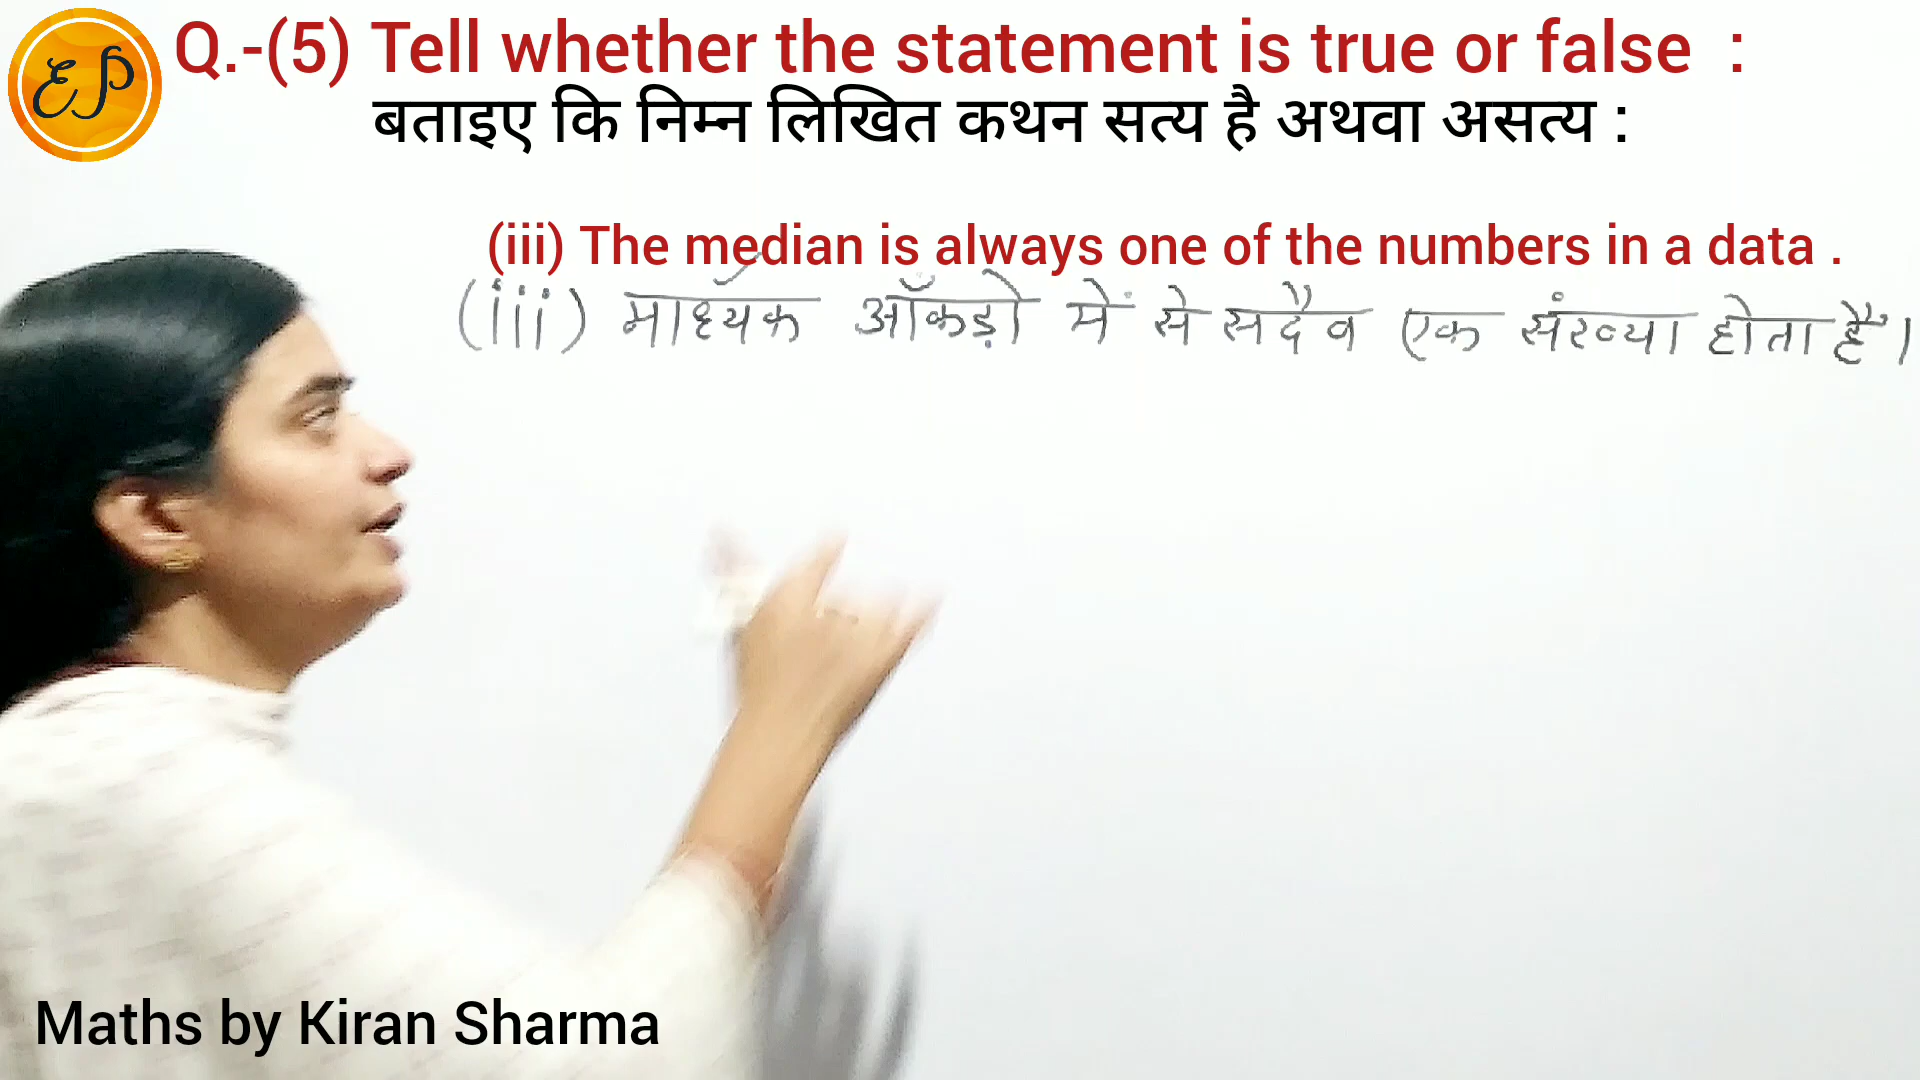 EP
Q.-(5) Tell whether the statement is true or false :
बताइए कि निम्न लिखित कथन सत्य है अथवा असत्य :
(iii) The median is always one of the numbers in a data .
(iii) माध्यक आँकड़ो में से सदैव एक संख्या होता है।
Maths by Kiran Sharma